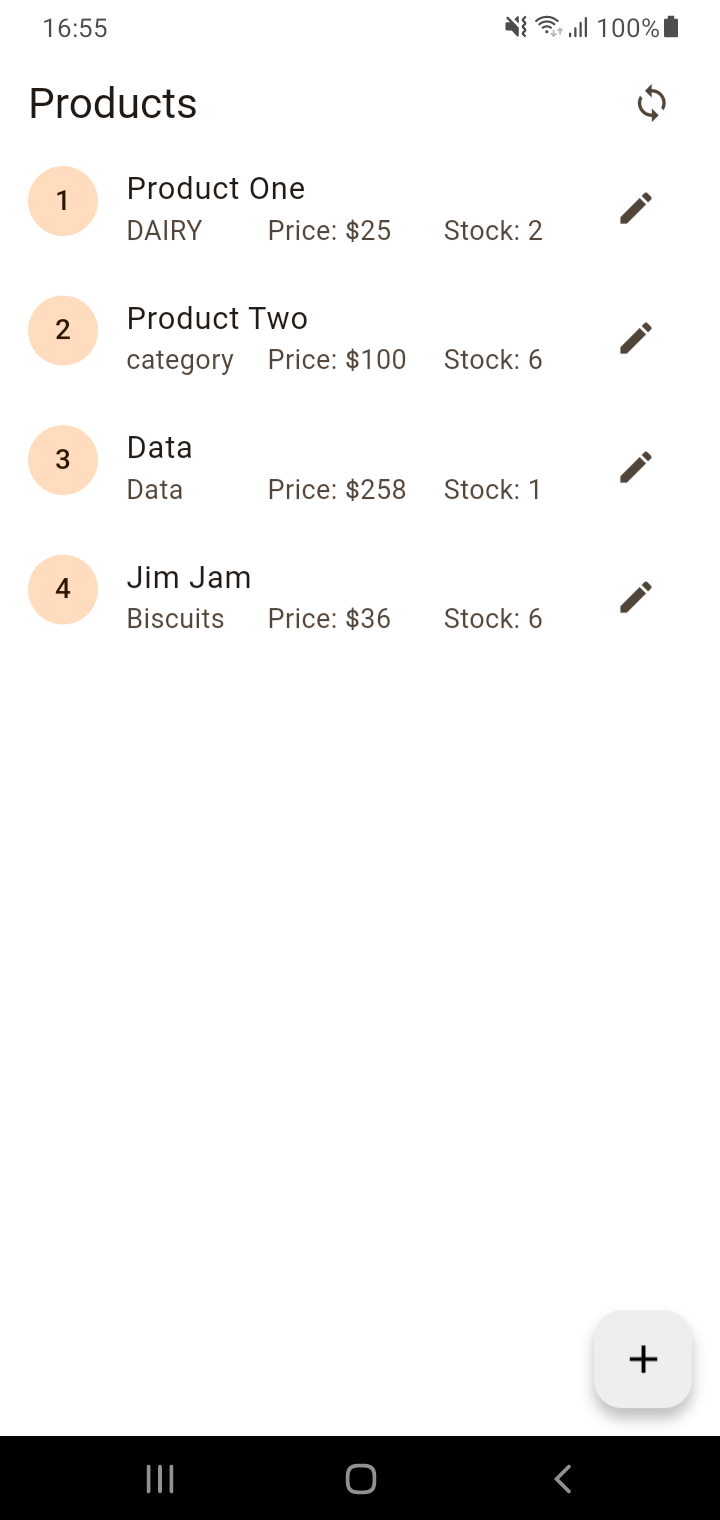 16:55 100%
Products
1 Product One
DAIRY Price: $25 Stock: 2
2 Product Two
category Price: $100 Stock: 6
3 Data
Data Price: $258 Stock: 1
4 Jim Jam
Biscuits Price: $36 Stock: 6